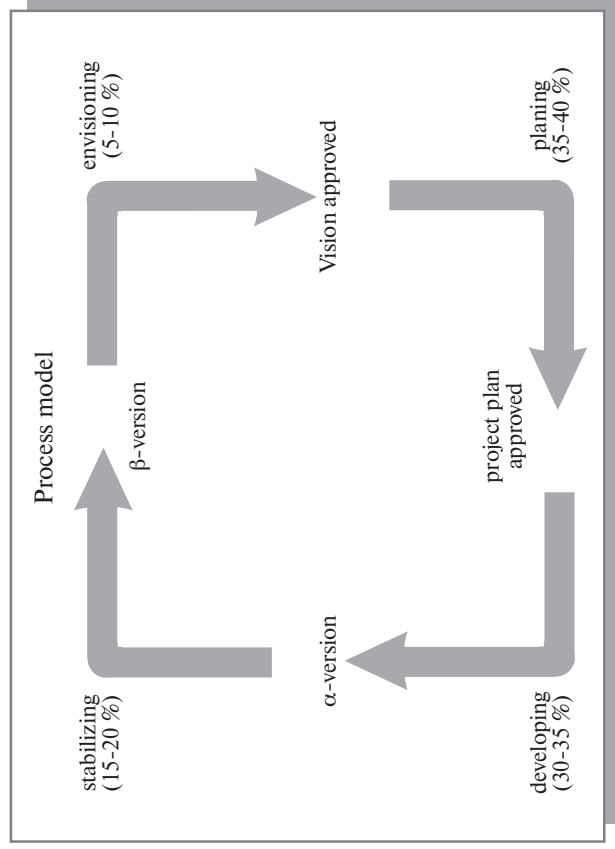 Process model
envisioning
(5-10 %)
Vision approved
planing
(35-40 %)
project plan
approved
developing
(30-35 %)
α-version
stabilizing
(15-20 %)
β-version